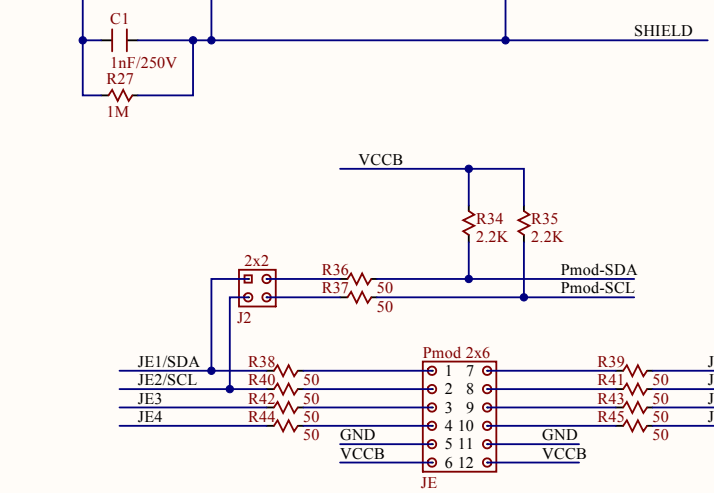 C1
SHIELD
1nF/250V
R27
1M
VCCB
R34 R35
2.2K 2.2K
2x2
R36 Pmod-SDA
R37 50 Pmod-SCL
50
J2
Pmod 2x6
JE1/SDA R38 1 7 R39 J
JE2/SCL R40 50 2 8 R41 50 J
JE3 R42 50 3 9 R43 50 J
JE4 R44 50 4 10 R45 50 J
50 GND 5 11 GND 50
VCCB 6 12 VCCB
JE